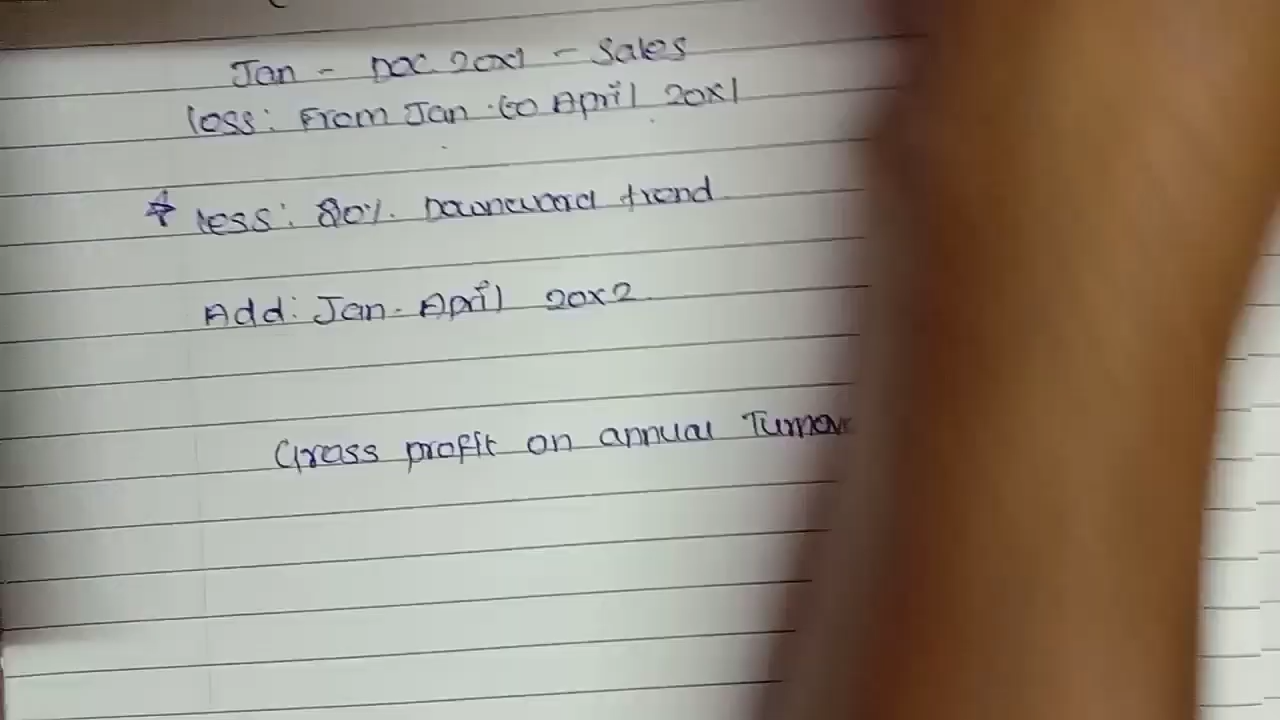 Jan - Dec 20x1 - Sales
less: From Jan to April 20x1
less: 80%. Downward trend
Add: Jan - April 20x2
Gross profit on annual Turnov